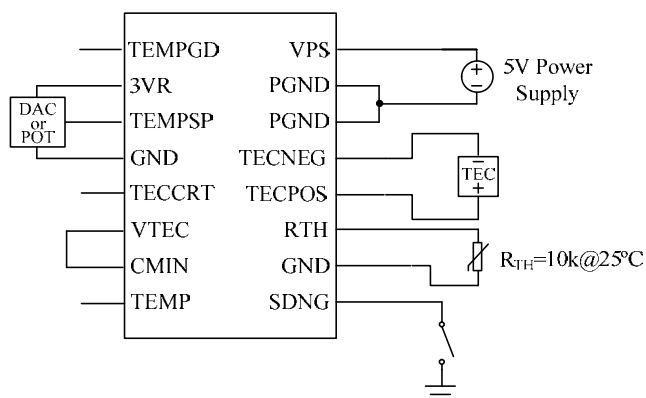 TEMPGD
3VR
TEMPSP
GND
TECCRT
VTEC
CMIN
TEMP
DAC
or
POT
VPS
PGND
PGND
TECNEG
TECPOS
RTH
GND
SDNG
+
−
5V Power
Supply
−
TEC
+
RTH=10k@25ºC